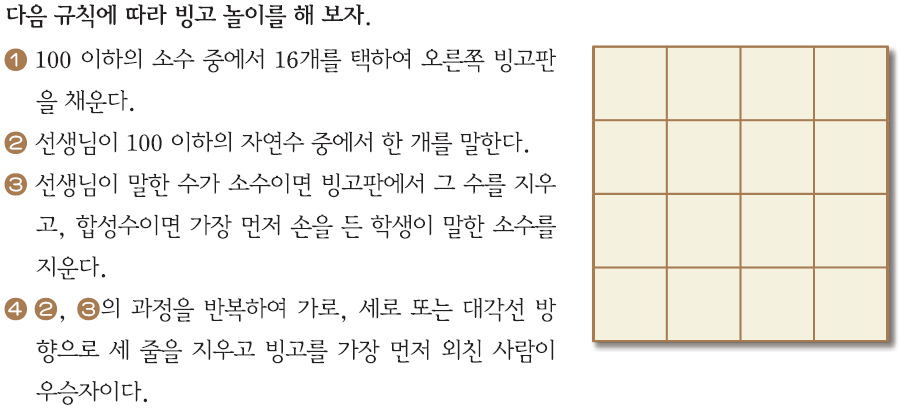 다음 규칙에 따라 빙고 놀이를 해 보자.
❶ 100 이하의 소수 중에서 16개를 택하여 오른쪽 빙고판
을 채운다.
❷ 선생님이 100 이하의 자연수 중에서 한 개를 말한다.
❸ 선생님이 말한 수가 소수이면 빙고판에서 그 수를 지우
고, 합성수이면 가장 먼저 손을 든 학생이 말한 소수를
지운다.
❹ ❷, ❸의 과정을 반복하여 가로, 세로 또는 대각선 방
향으로 세 줄을 지우고 빙고를 가장 먼저 외친 사람이
우승자이다.